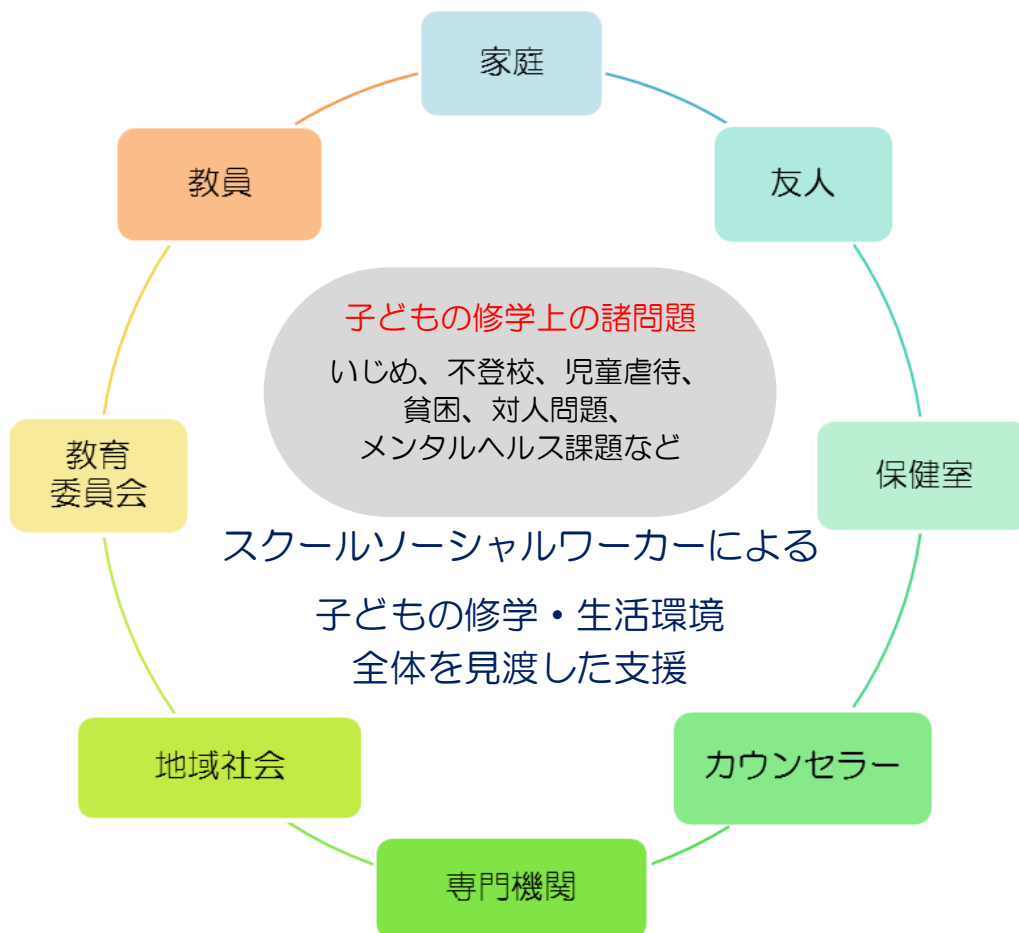 家庭
教員
友人
子どもの修学上の諸問題
いじめ、不登校、児童虐待、
貧困、対人問題、
メンタルヘルス課題など
教育
委員会
保健室
スクールソーシャルワーカーによる
子どもの修学・生活環境
全体を見渡した支援
地域社会
カウンセラー
専門機関